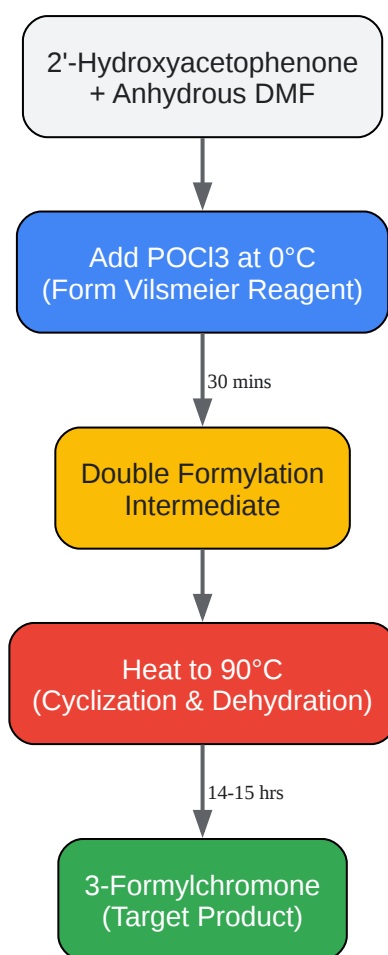 2'-Hydroxyacetophenone
+ Anhydrous DMF
Add POCl3 at 0°C
(Form Vilsmeier Reagent)
30 mins
Double Formylation
Intermediate
Heat to 90°C
(Cyclization & Dehydration)
14-15 hrs
3-Formylchromone
(Target Product)